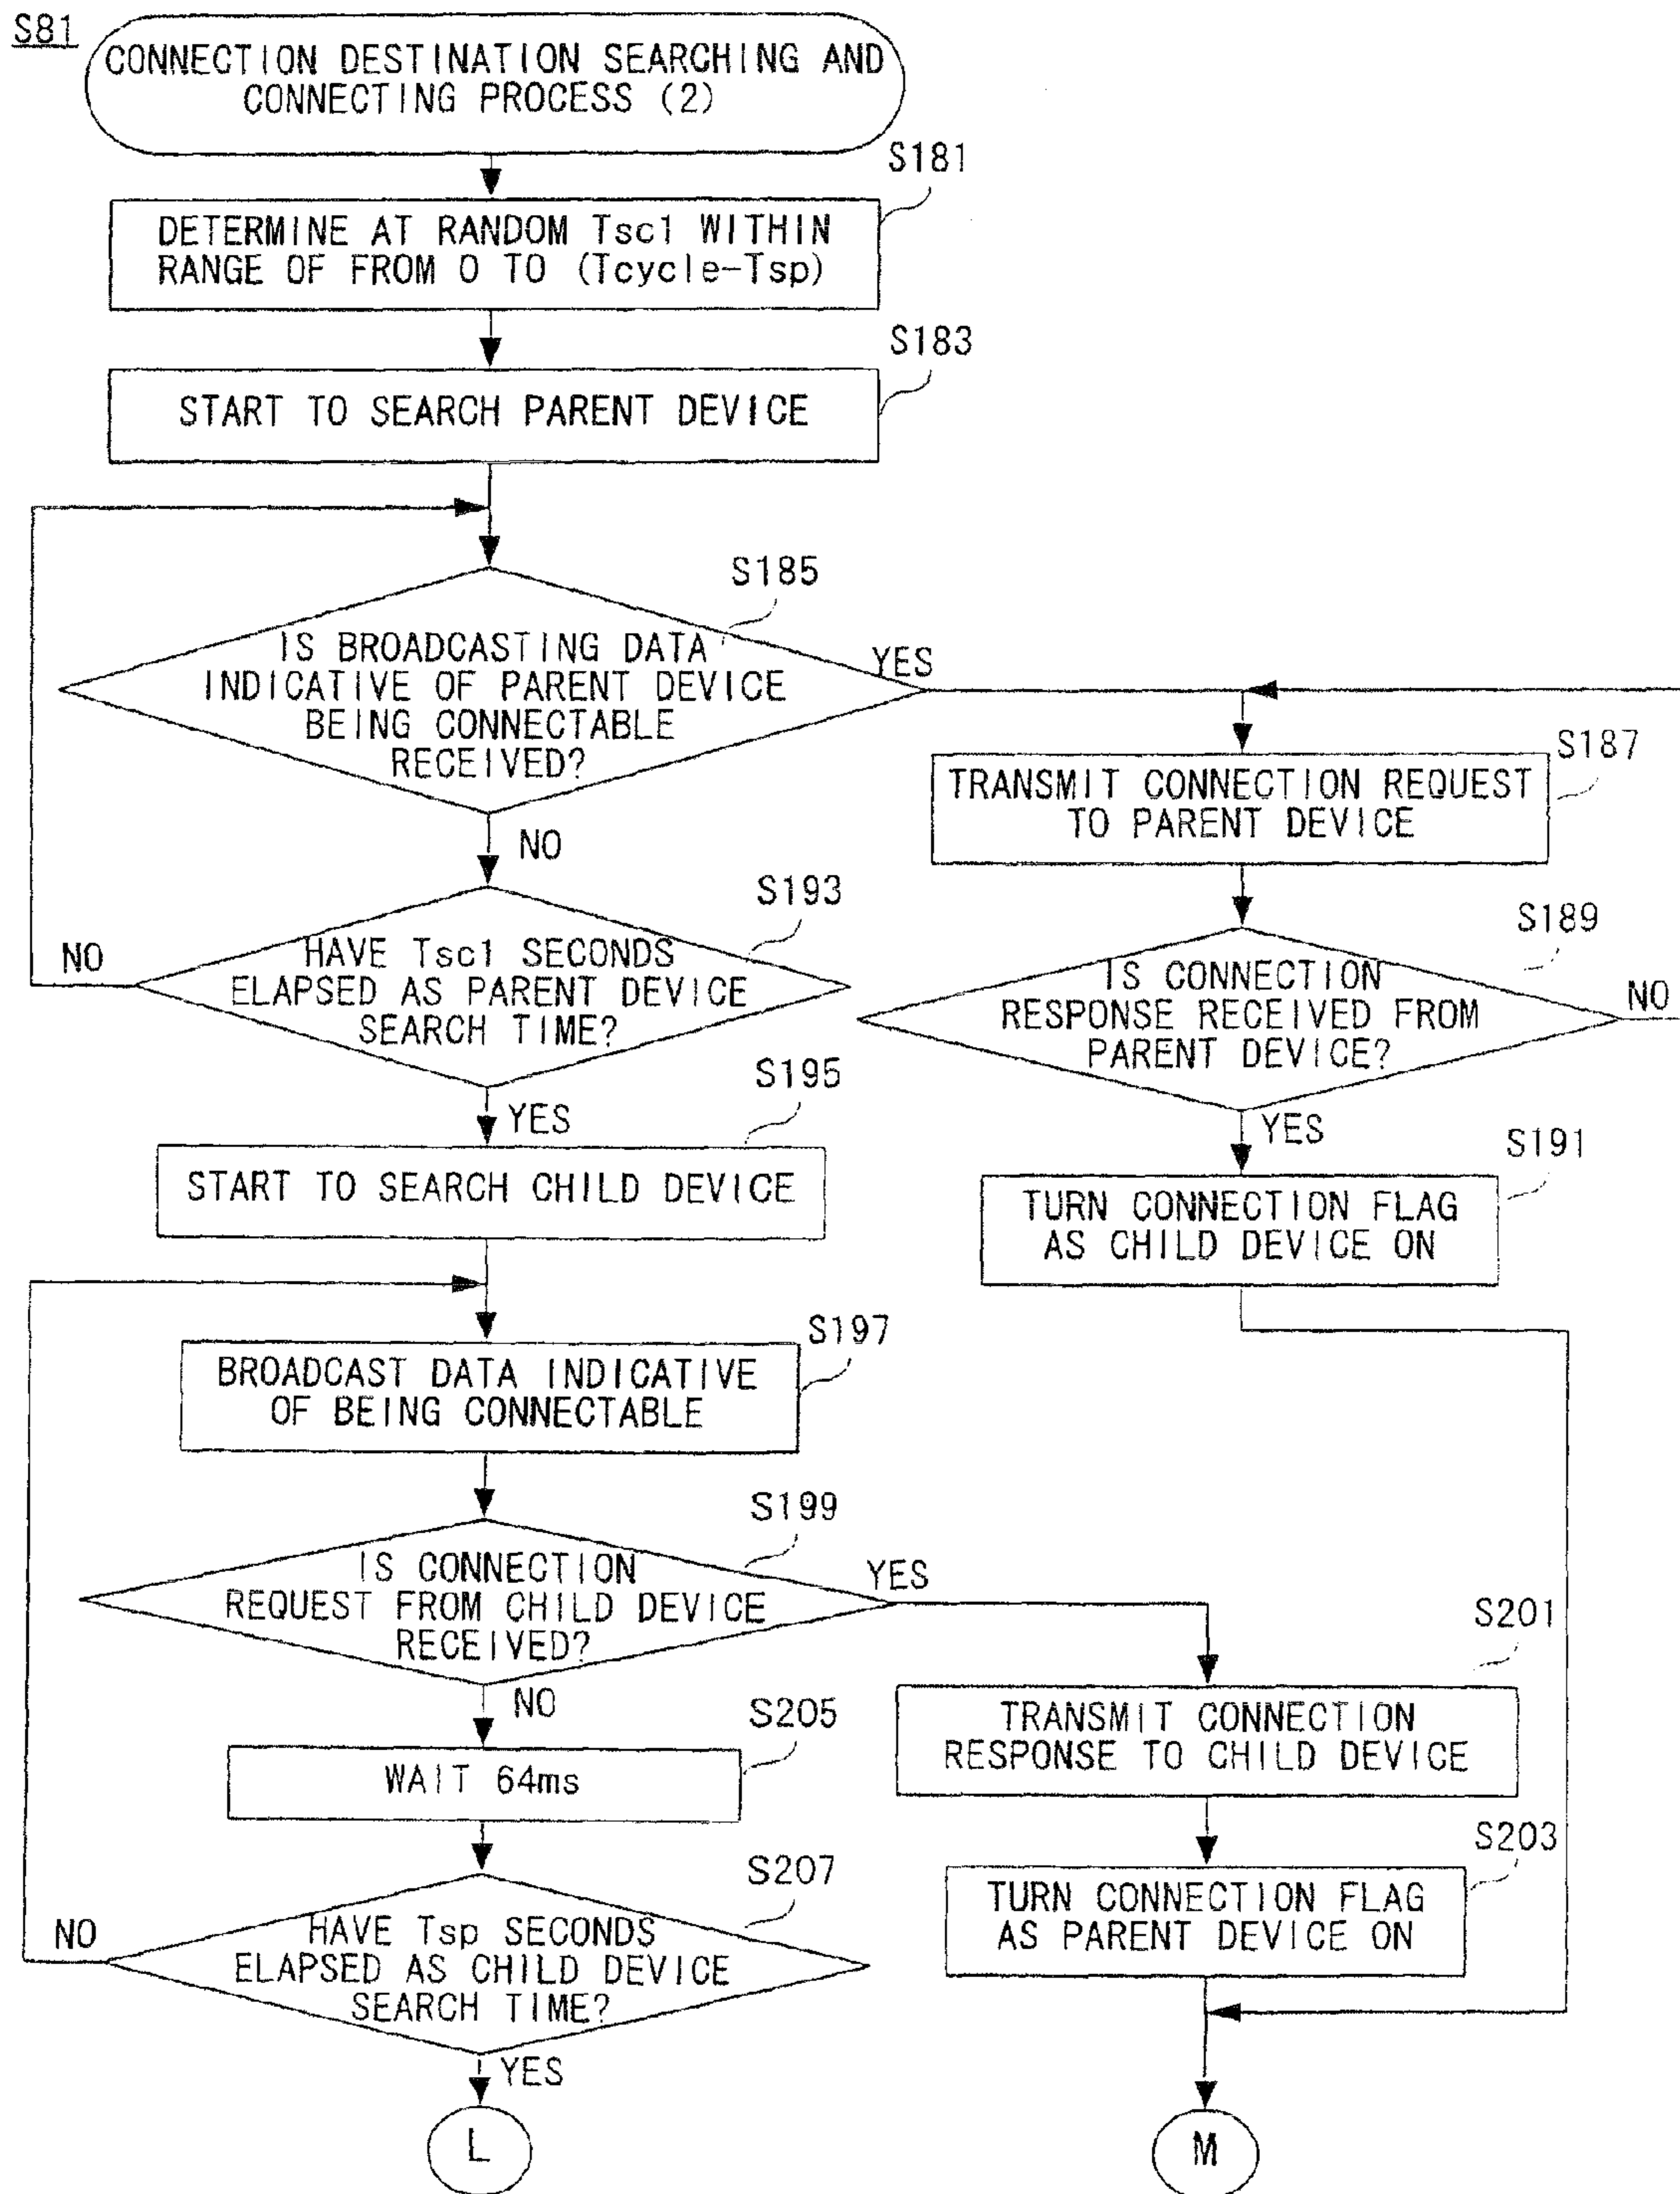 S81
CONNECTION DESTINATION SEARCHING AND
CONNECTING PROCESS (2)
S181
DETERMINE AT RANDOM Tsc1 WITHIN
RANGE OF FROM 0 TO (Tcycle-Tsp)
S183
START TO SEARCH PARENT DEVICE
S185
IS BROADCASTING DATA
INDICATIVE OF PARENT DEVICE
BEING CONNECTABLE
RECEIVED?
YES
NO
S187
TRANSMIT CONNECTION REQUEST
TO PARENT DEVICE
S193
HAVE Tsc1 SECONDS
ELAPSED AS PARENT DEVICE
SEARCH TIME?
NO
YES
S189
IS CONNECTION
RESPONSE RECEIVED FROM
PARENT DEVICE?
NO
YES
S195
START TO SEARCH CHILD DEVICE
S191
TURN CONNECTION FLAG
AS CHILD DEVICE ON
S197
BROADCAST DATA INDICATIVE
OF BEING CONNECTABLE
S199
IS CONNECTION
REQUEST FROM CHILD DEVICE
RECEIVED?
YES
NO
S201
TRANSMIT CONNECTION
RESPONSE TO CHILD DEVICE
S205
WAIT 64ms
S203
TURN CONNECTION FLAG
AS PARENT DEVICE ON
S207
HAVE Tsp SECONDS
ELAPSED AS CHILD DEVICE
SEARCH TIME?
NO
YES
L
M